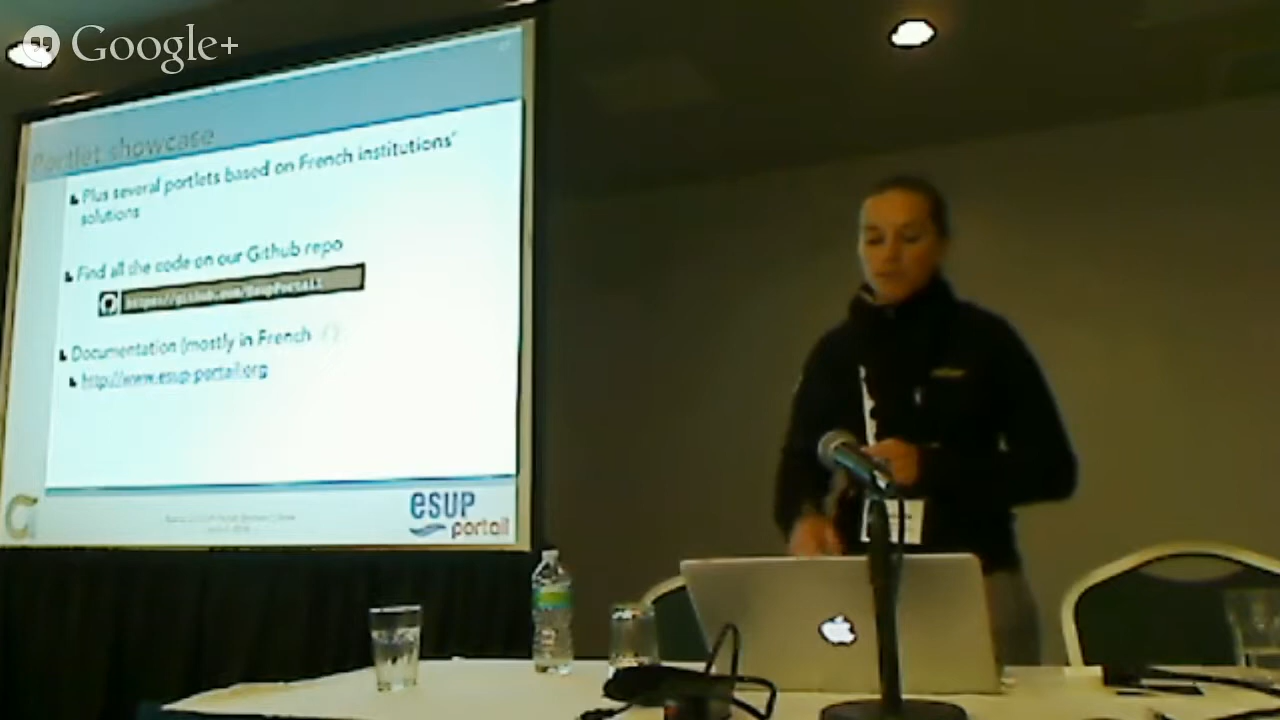 Google+
Portlet showcase
Plus several portlets based on French institutions'
solutions
Find all the code on our Github repo
https://github.com/EsupPortail
Documentation (mostly in French
http://www.esup-portail.org
esup
portail